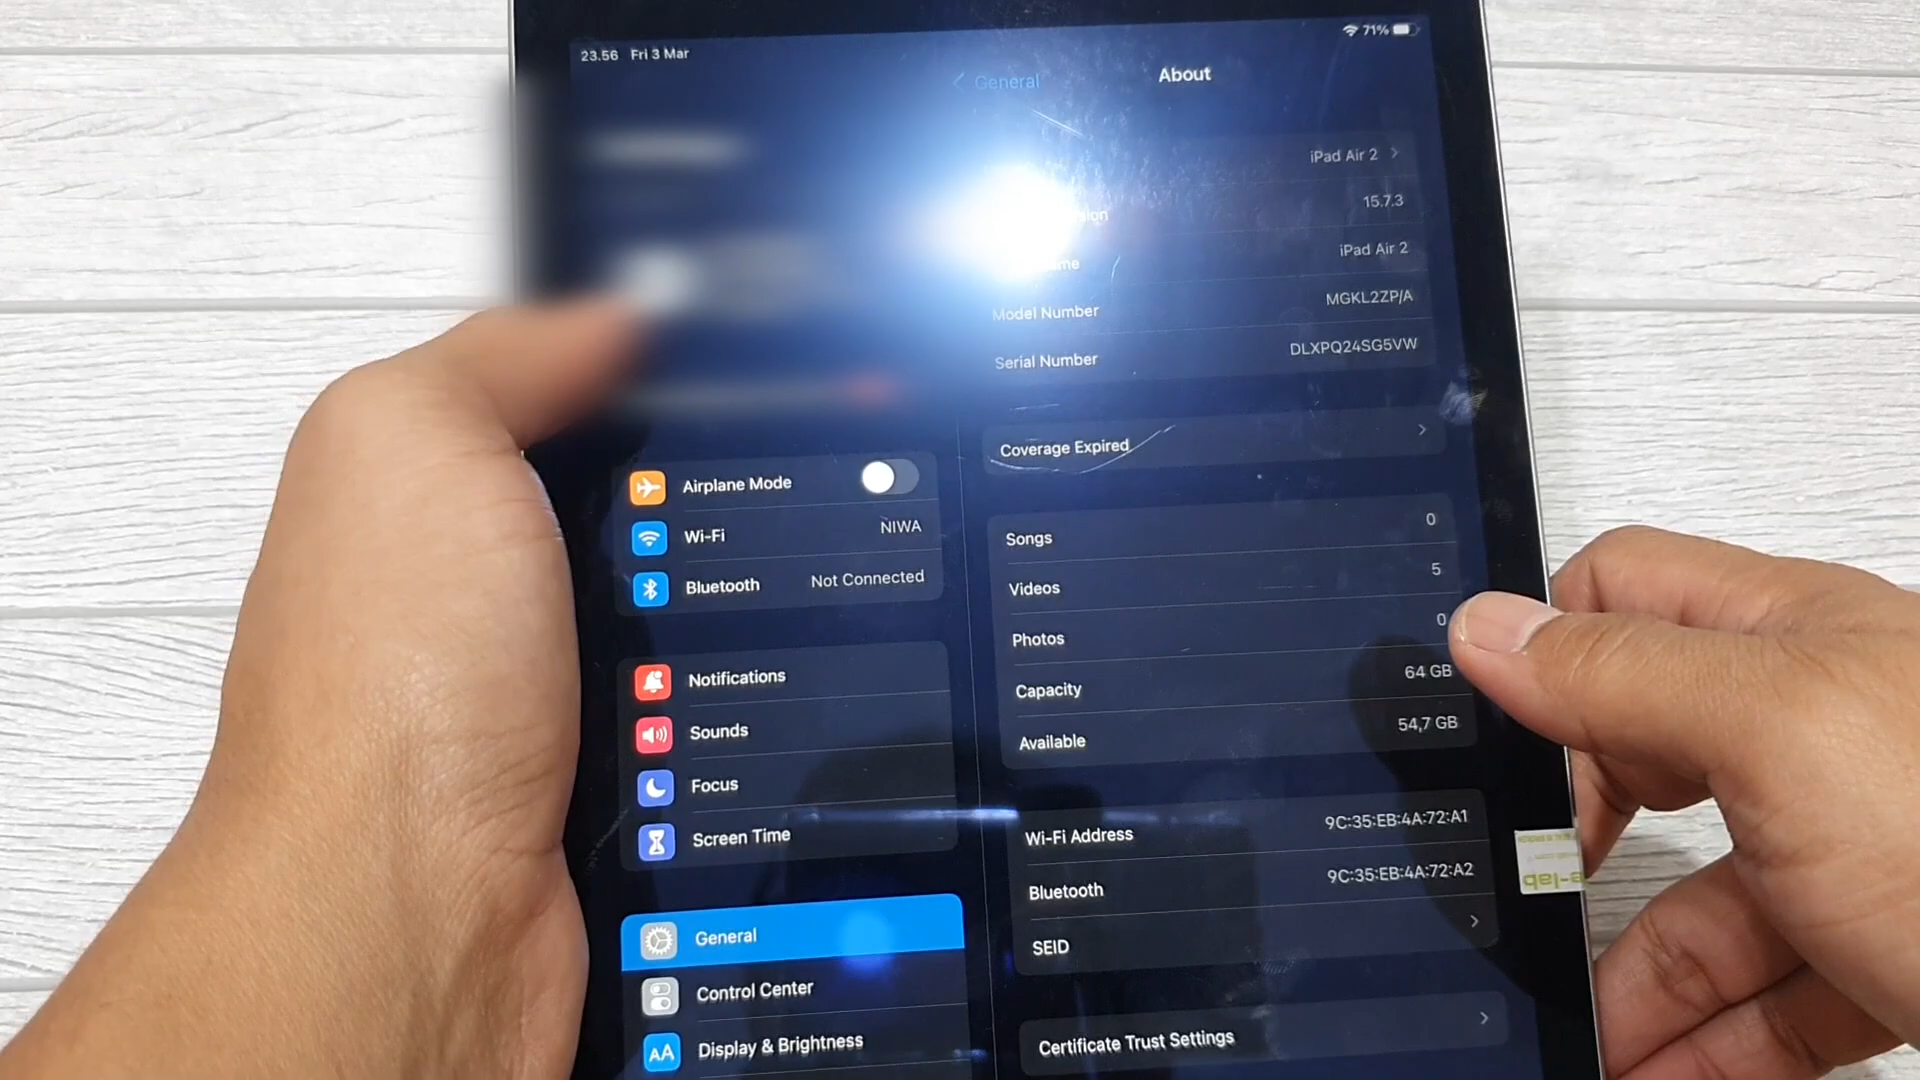 23.56 Fri 3 Mar
71%
General
About
iPad Air 2
15.7.3
iPad Air 2
Model Number MGKL2ZP/A
Serial Number DLXPQ24SG5VW
Coverage Expired
Airplane Mode
Wi-Fi NIWA
Bluetooth Not Connected
Notifications
Sounds
Focus
Screen Time
General
Control Center
Display & Brightness
AA
Songs 0
Videos 5
Photos 0
Capacity 64 GB
Available 54,7 GB
Wi-Fi Address 9C:35:EB:4A:72:A1
Bluetooth 9C:35:EB:4A:72:A2
SEID
Certificate Trust Settings
e-lab